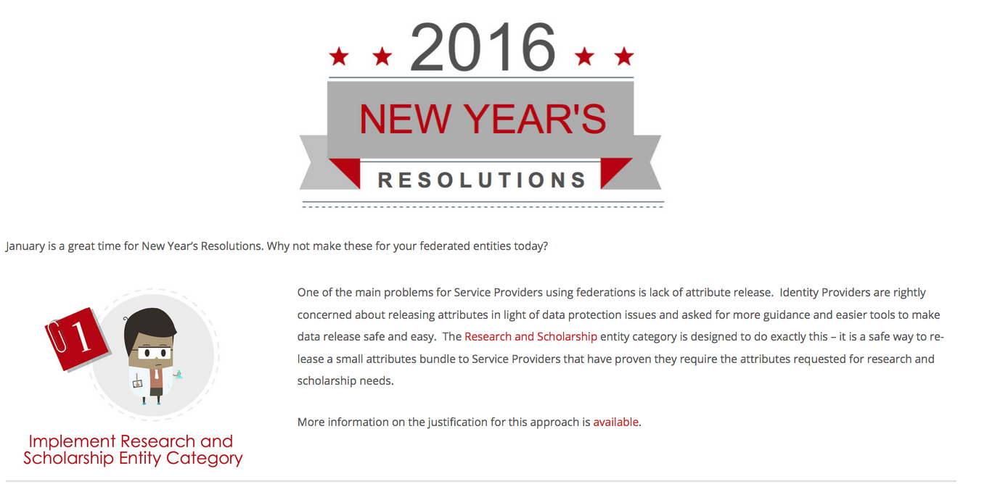 2016
NEW YEAR'S
RESOLUTIONS
January is a great time for New Year’s Resolutions. Why not make these for your federated entities today?
1
Implement Research and
Scholarship Entity Category
One of the main problems for Service Providers using federations is lack of attribute release.  Identity Providers are rightly
concerned about releasing attributes in light of data protection issues and asked for more guidance and easier tools to make
data release safe and easy.  The Research and Scholarship entity category is designed to do exactly this – it is a safe way to re-
lease a small attributes bundle to Service Providers that have proven they require the attributes requested for research and
scholarship needs.
More information on the justification for this approach is available.